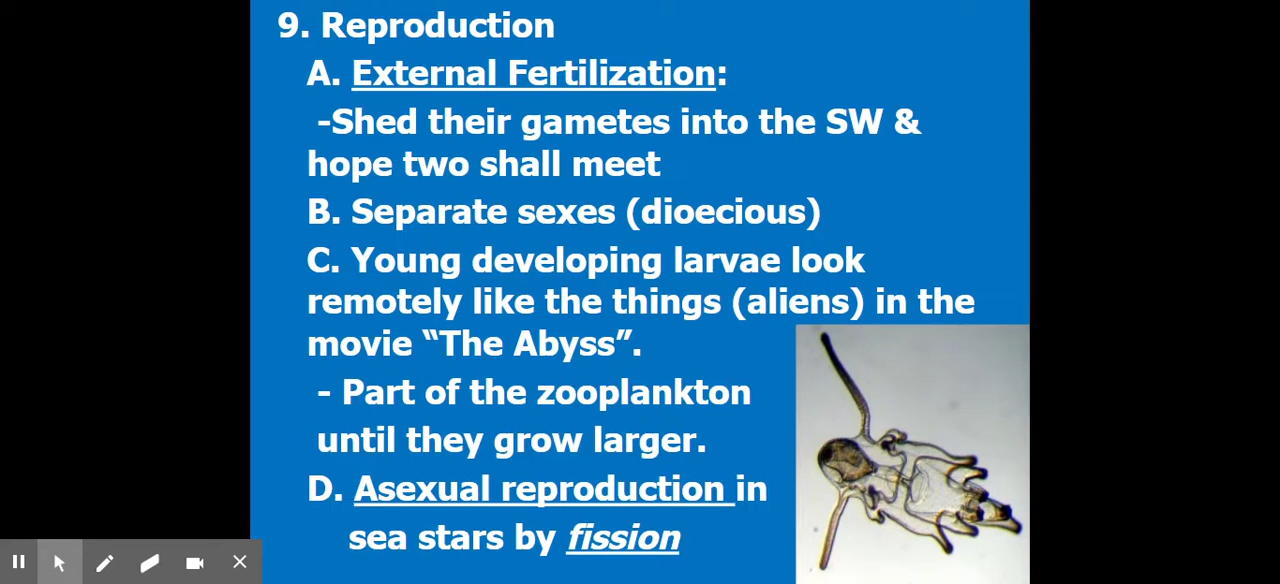 9. Reproduction
A. External Fertilization:
-Shed their gametes into the SW &
hope two shall meet
B. Separate sexes (dioecious)
C. Young developing larvae look
remotely like the things (aliens) in the
movie “The Abyss”.
- Part of the zooplankton
until they grow larger.
D. Asexual reproduction in
sea stars by fission